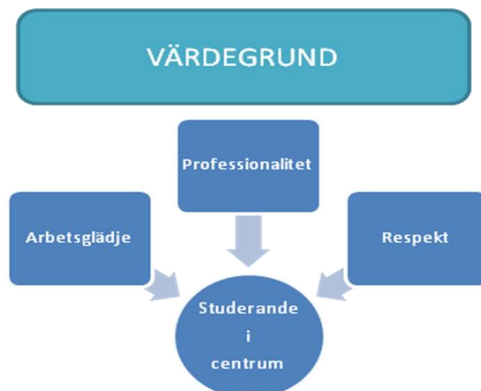 VÄRDEGRUND
Professionalitet
Arbetsglädje
Respekt
Studerande
i
centrum